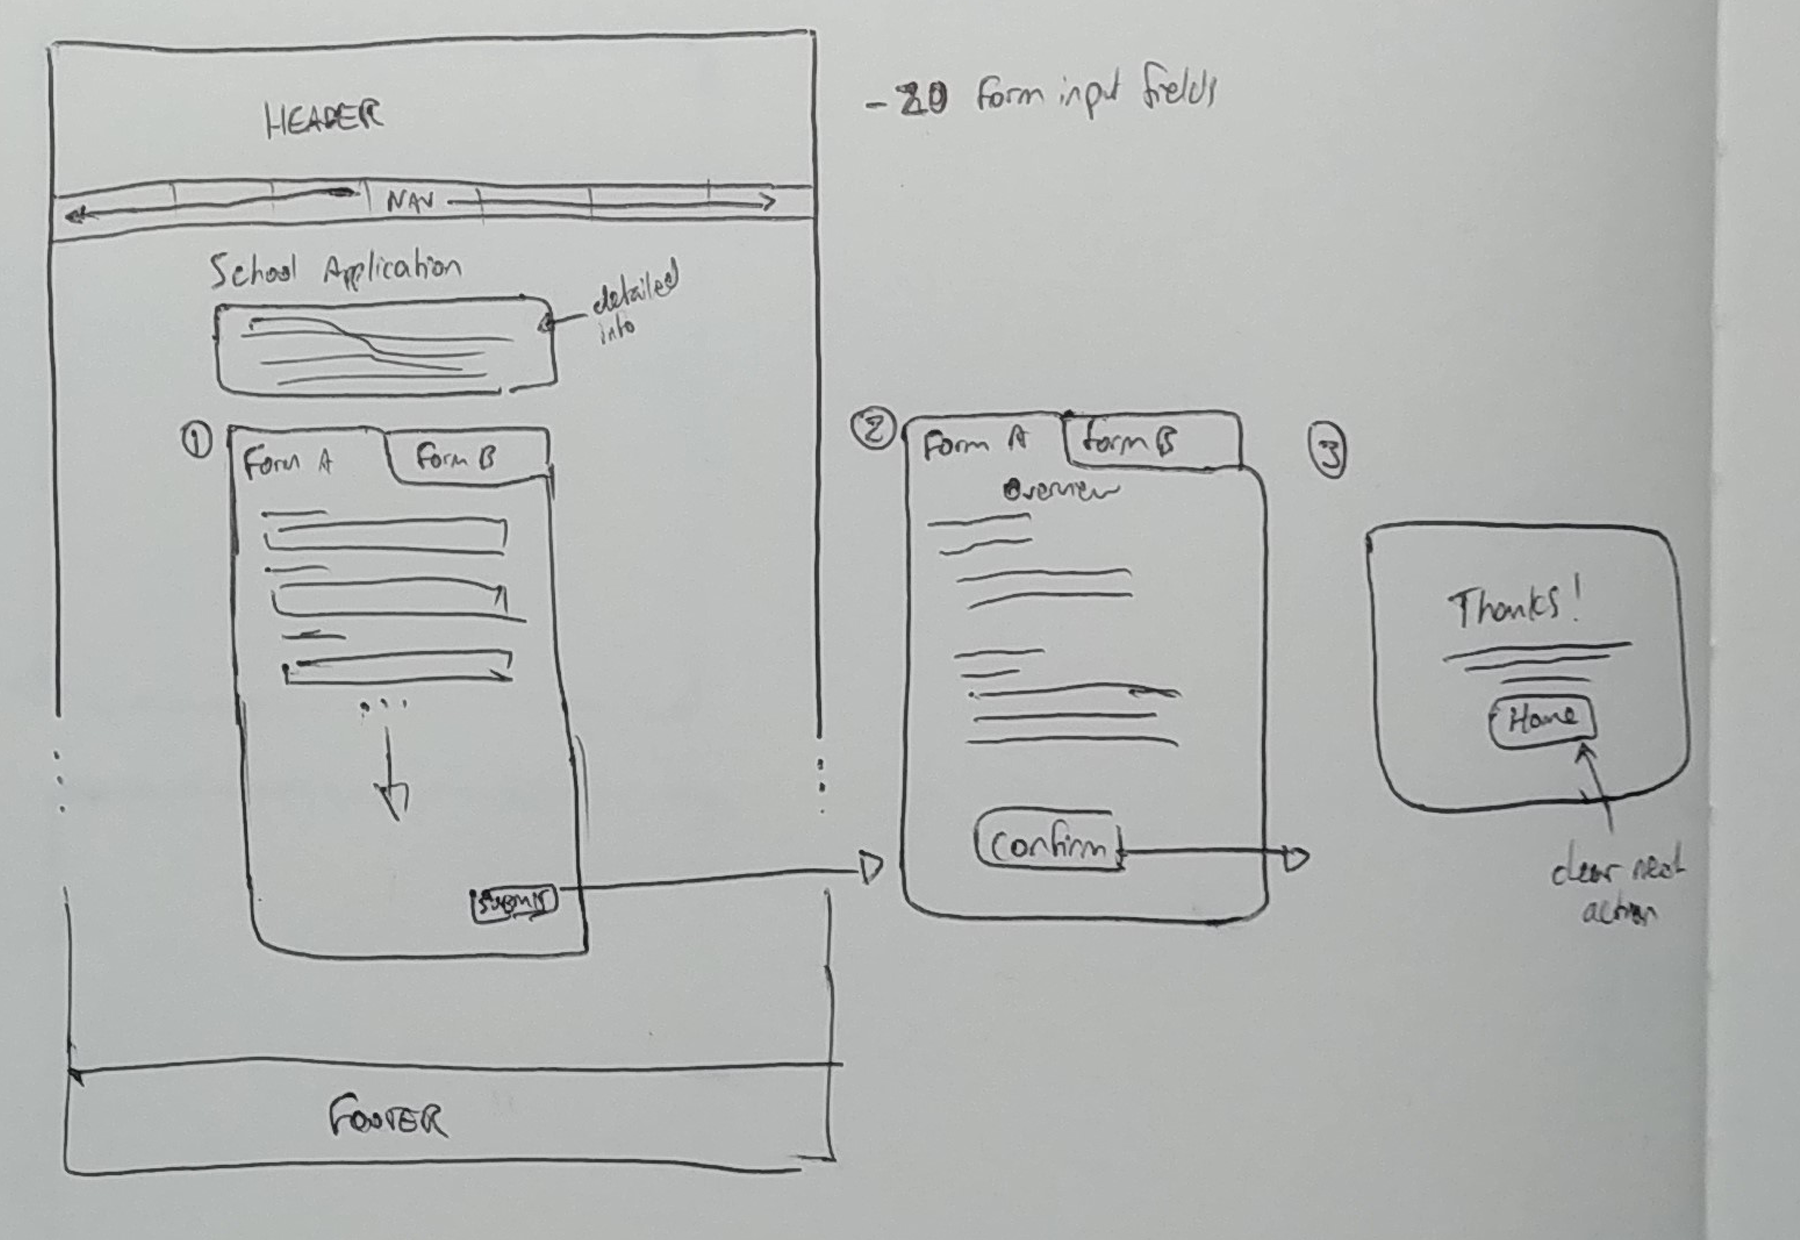 HEADER
- 20 Form input fields
NAV
School Application
detailed
info
1
Form A
Form B
2
Form A
Form B
3
Overview
Thanks!
Home
Confirm
Submit
clear next
action
FOOTER